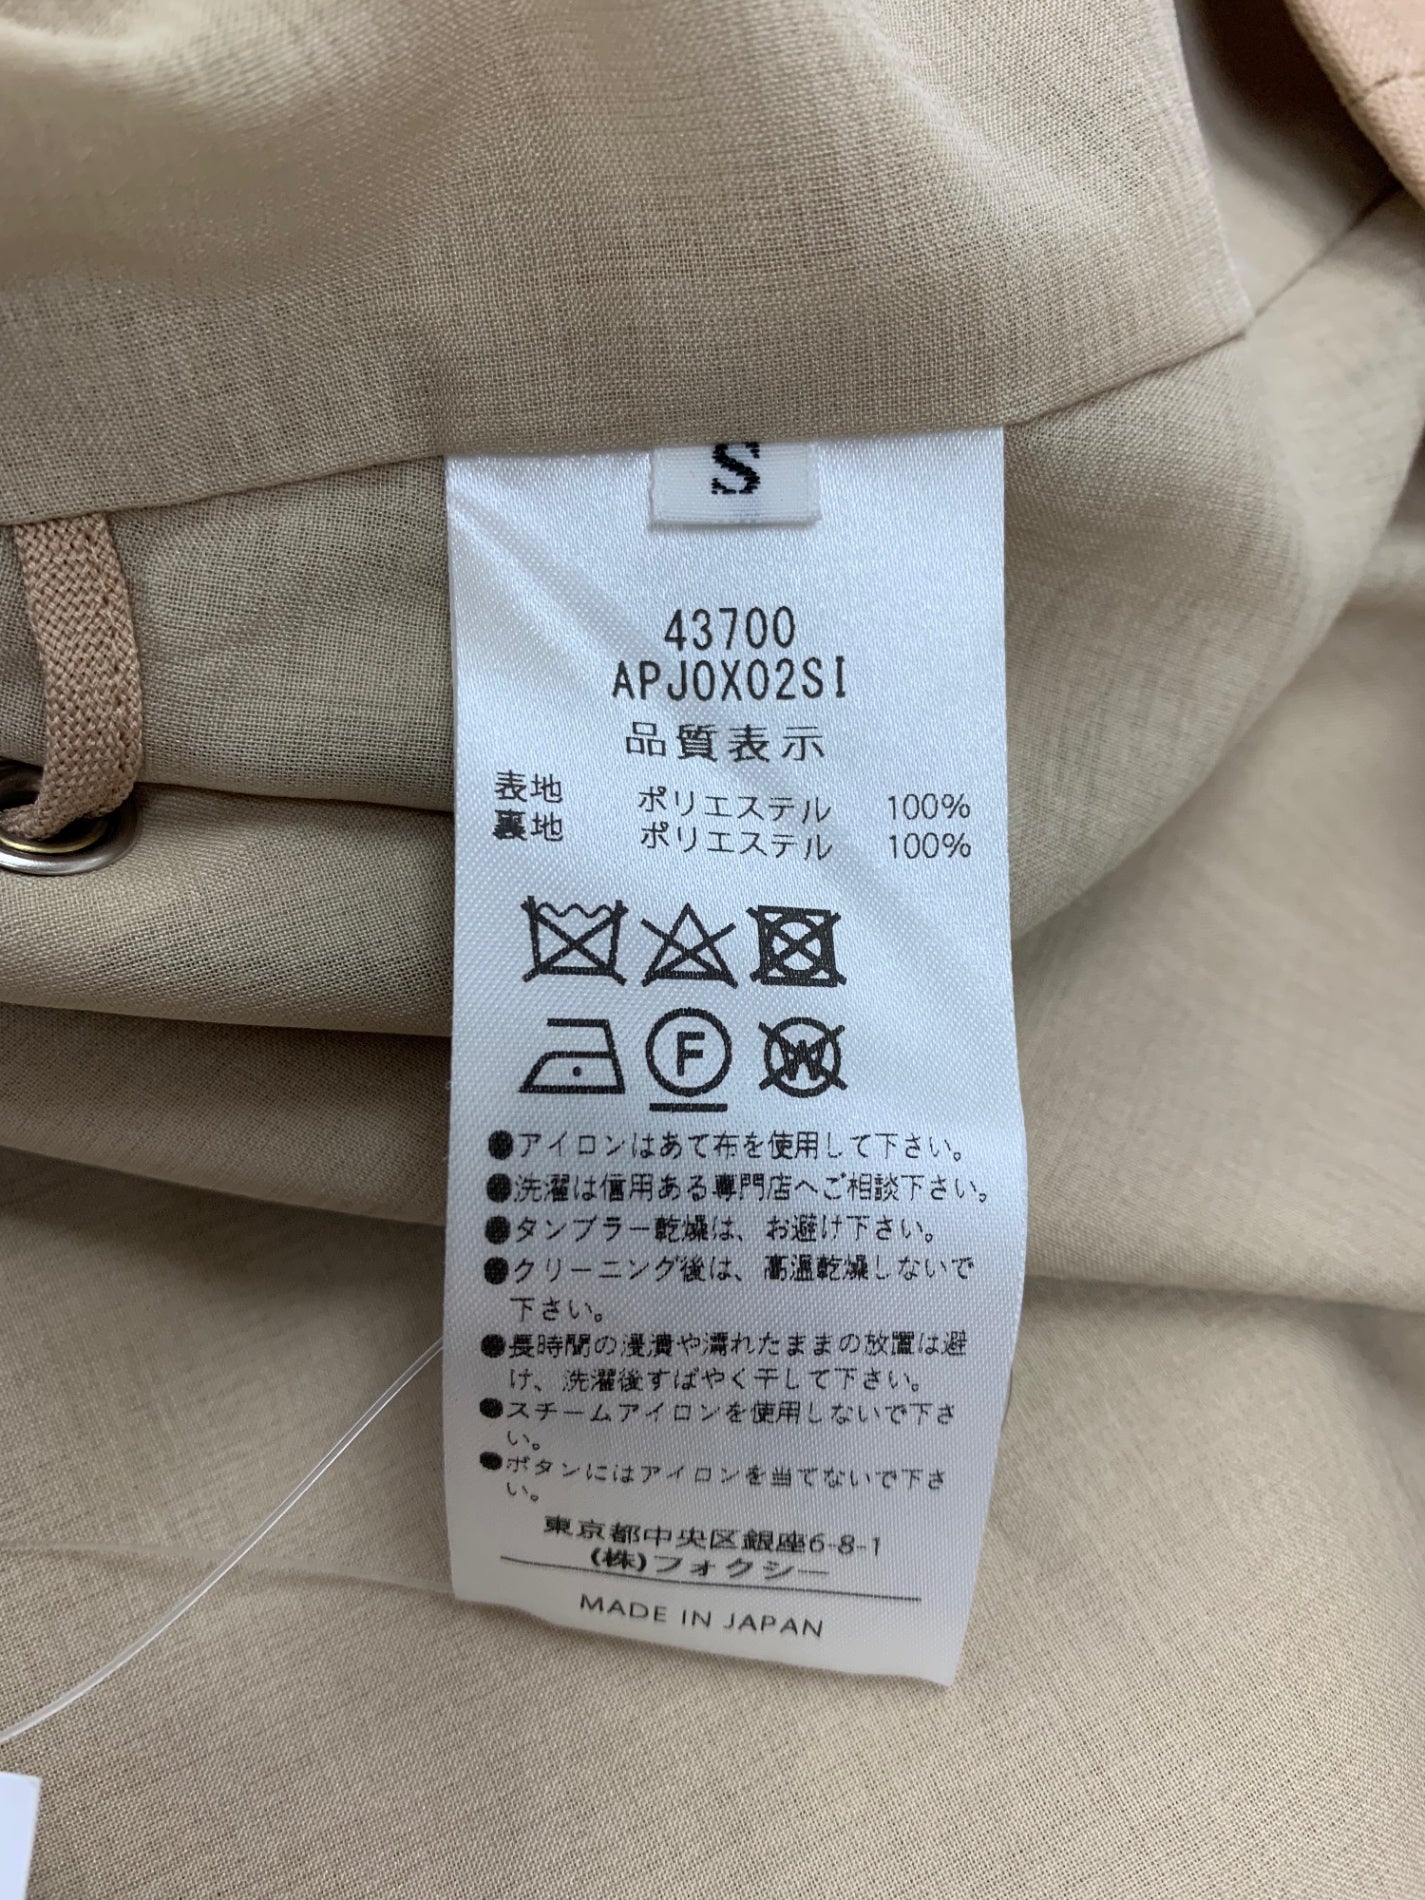 S
43700
APJ0X02SI
品質表示
表地 ポリエステル 100%
裏地 ポリエステル 100%
F
W
●アイロンはあて布を使用して下さい。
●洗濯は信用ある専門店へご相談下さい。
●タンブラー乾燥は、お避け下さい。
●クリーニング後は、高温乾燥しないで
下さい。
●長時間の浸漬や濡れたままの放置は避
け、洗濯後すばやく干して下さい。
●スチームアイロンを使用しないで下さ
い。
●ボタンにはアイロンを当てないで下さ
い。
東京都中央区銀座6-8-1
(株)フォクシー
MADE IN JAPAN